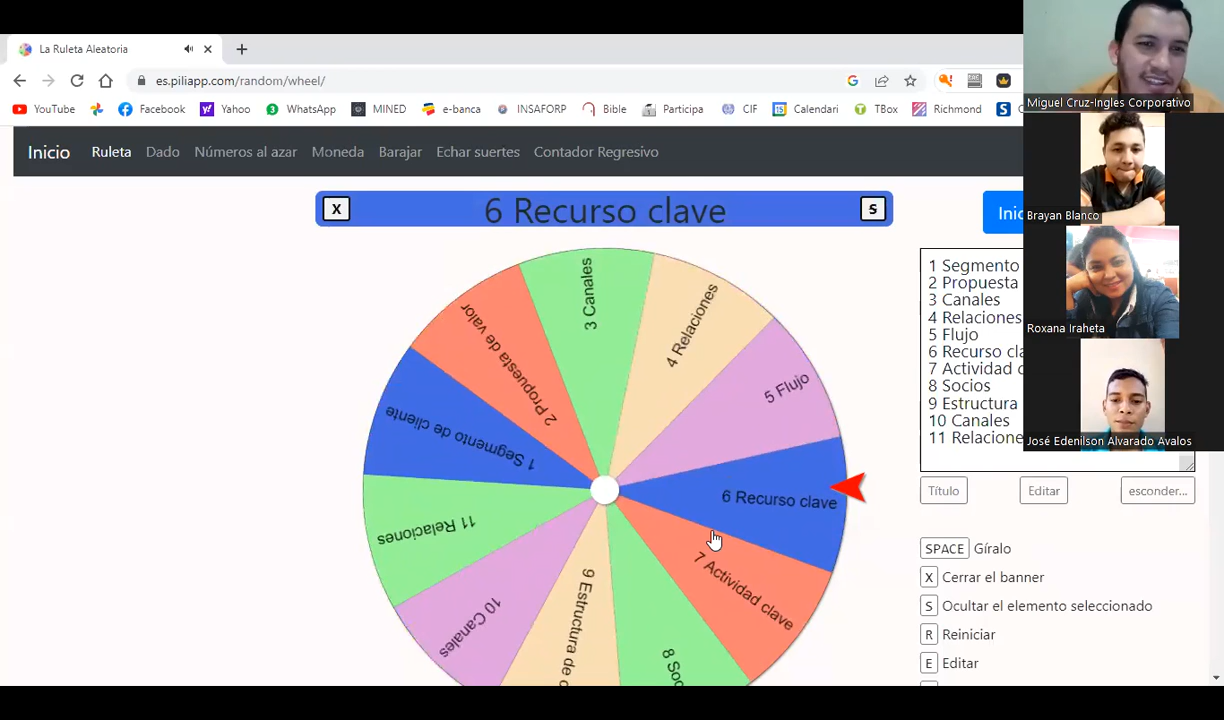 La Ruleta Aleatoria
es.piliapp.com/random/wheel/
YouTube
Facebook
Yahoo
WhatsApp
MINED
e-banca
INSAFORP
Bible
Participa
CIF
Calendari
TBox
Richmond
Inicio
Ruleta
Dado
Números al azar
Moneda
Barajar
Echar suertes
Contador Regresivo
X
6 Recurso clave
S
3 Canales
4 Relaciones
5 Flujo
6 Recurso clave
7 Actividad clave
9 Estructura de
10 Canales
11 Relaciones
1 Segmento de cliente
2 Propuesta de valor
1 Segmento
2 Propuesta
3 Canales
4 Relaciones
5 Flujo
6 Recurso
7 Actividad
8 Socios
9 Estructura
10 Canales
11 Relacione
Título
Editar
esconder...
SPACE Gíralo
X Cerrar el banner
S Ocultar el elemento seleccionado
R Reiniciar
E Editar
Miguel Cruz-Ingles Corporativo
Brayan Blanco
Roxana Iraheta
José Edenilson Alvarado Avalos